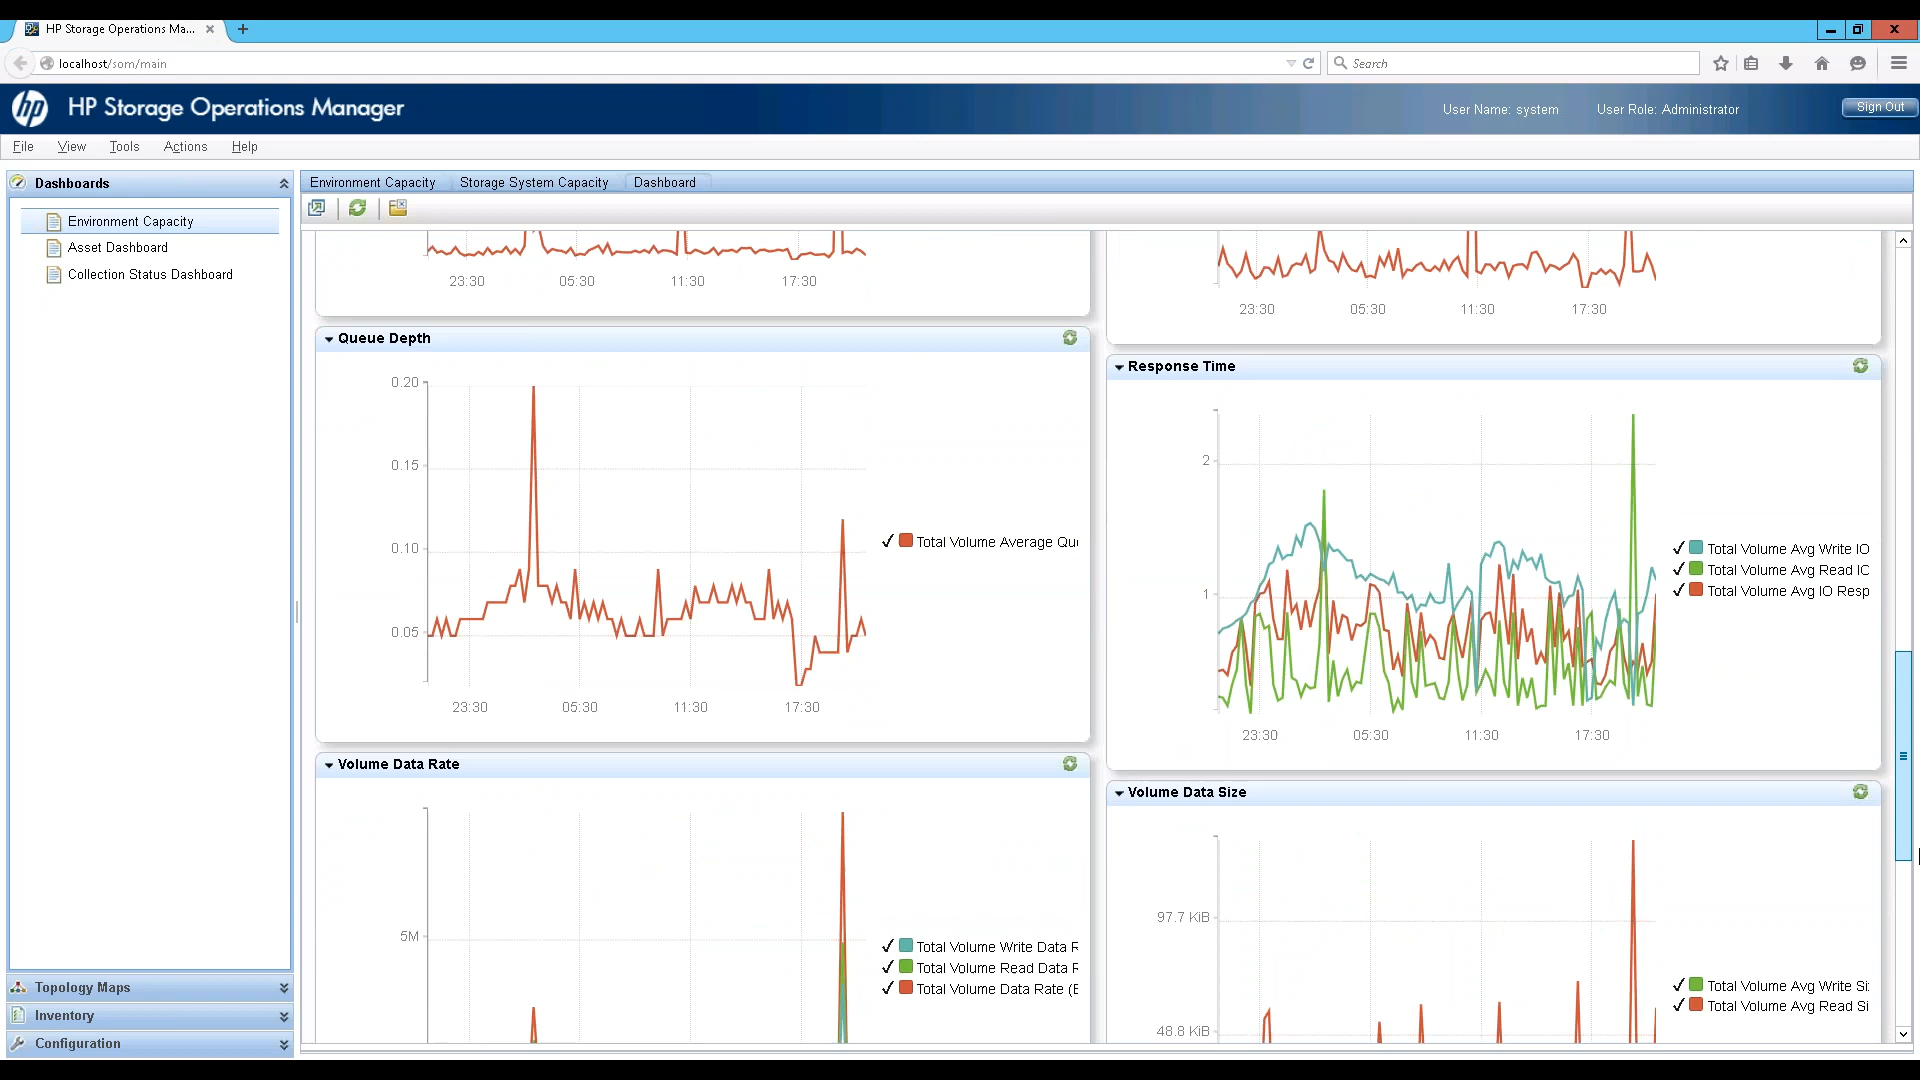 HP Storage Operations Ma...
localhost/som/main
Search
hp HP Storage Operations Manager
User Name: system
User Role: Administrator
Sign Out
File View Tools Actions Help
Dashboards
Environment Capacity
Asset Dashboard
Collection Status Dashboard
Topology Maps
Inventory
Configuration
Environment Capacity Storage System Capacity Dashboard
23:30 05:30 11:30 17:30
23:30 05:30 11:30 17:30
Queue Depth
0.20
0.15
0.10
0.05
23:30 05:30 11:30 17:30
Total Volume Average Qu
Response Time
2
1
23:30 05:30 11:30 17:30
Total Volume Avg Write IO
Total Volume Avg Read IO
Total Volume Avg IO Resp
Volume Data Rate
5M
Total Volume Write Data R
Total Volume Read Data R
Total Volume Data Rate (E
Volume Data Size
97.7 KiB
48.8 KiB
Total Volume Avg Write Si
Total Volume Avg Read Si